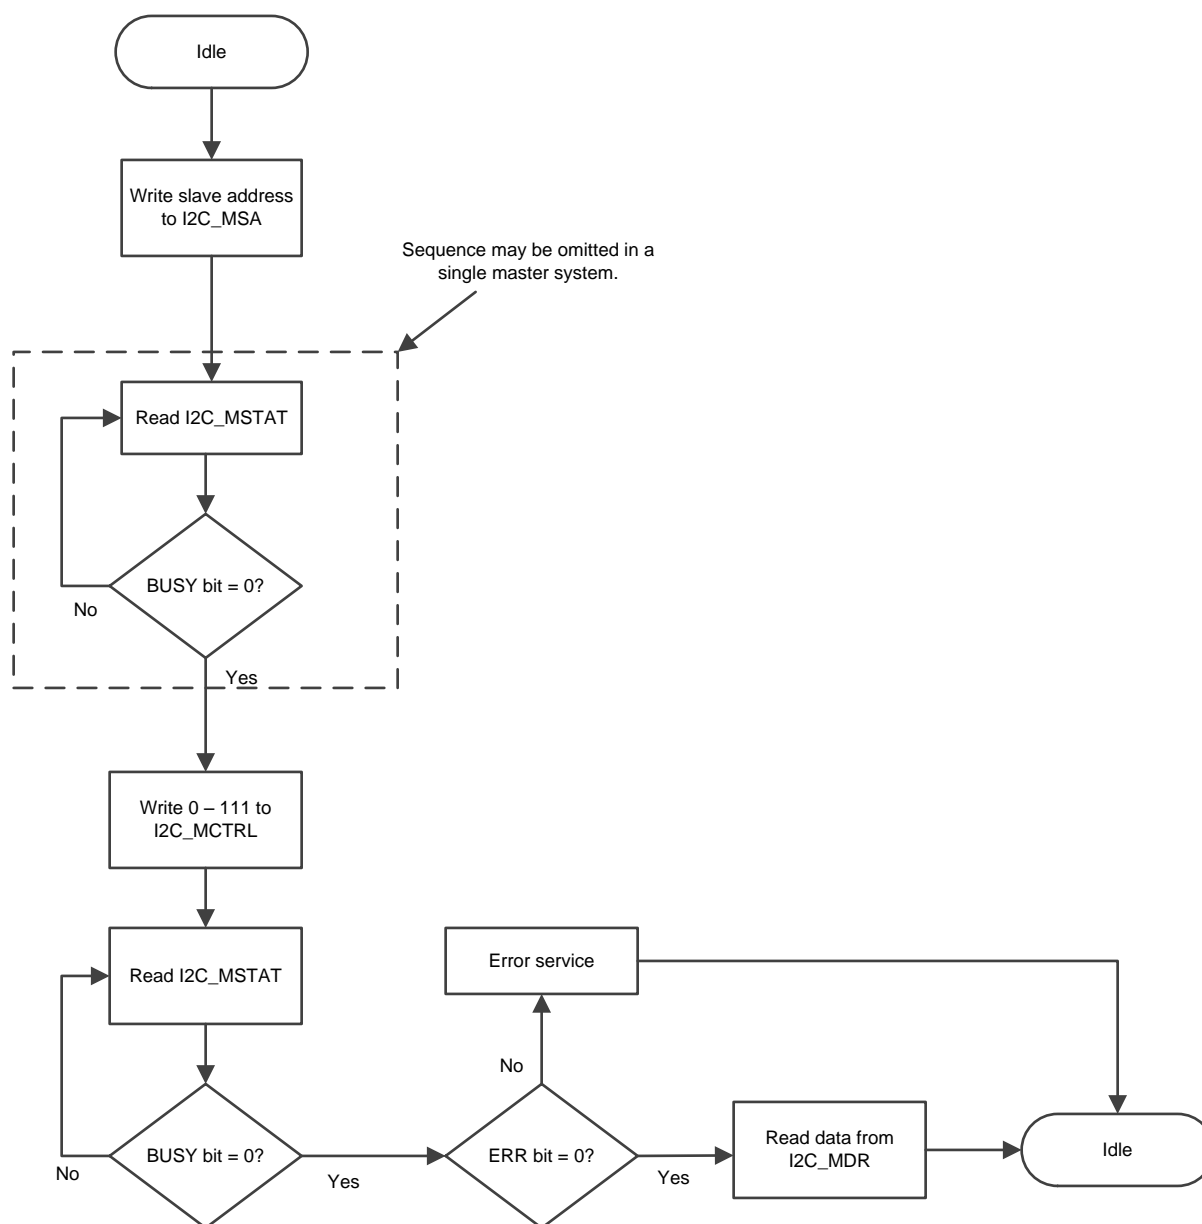 Idle
Write slave address
to I2C_MSA
Sequence may be omitted in a
single master system.
Read I2C_MSTAT
BUSY bit = 0?
No
Yes
Write 0 – 111 to
I2C_MCTRL
Read I2C_MSTAT
Error service
No
BUSY bit = 0?
No
Yes
ERR bit = 0?
Yes
Read data from
I2C_MDR
Idle